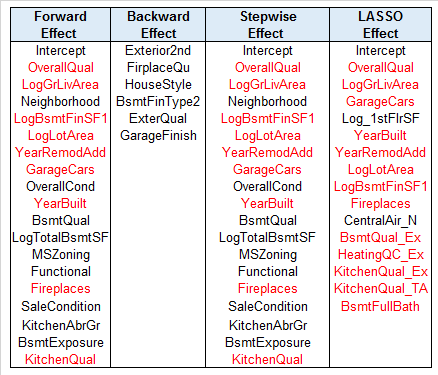 Forward Effect Backward Effect Stepwise Effect LASSO Effect
Intercept Exterior2nd Intercept Intercept
OverallQual FirplaceQu OverallQual OverallQual
LogGrLivArea HouseStyle LogGrLivArea LogGrLivArea
Neighborhood BsmtFinType2 Neighborhood GarageCars
LogBsmtFinSF1 ExterQual LogBsmtFinSF1 Log_1stFlrSF
LogLotArea GarageFinish LogLotArea YearBuilt
YearRemodAdd YearRemodAdd YearRemodAdd
GarageCars GarageCars LogLotArea
OverallCond OverallCond LogBsmtFinSF1
YearBuilt YearBuilt Fireplaces
BsmtQual BsmtQual CentralAir_N
LogTotalBsmtSF LogTotalBsmtSF BsmtQual_Ex
MSZoning MSZoning HeatingQC_Ex
Functional Functional KitchenQual_Ex
Fireplaces Fireplaces KitchenQual_TA
SaleCondition SaleCondition BsmtFullBath
KitchenAbrGr KitchenAbrGr
BsmtExposure BsmtExposure
KitchenQual KitchenQual